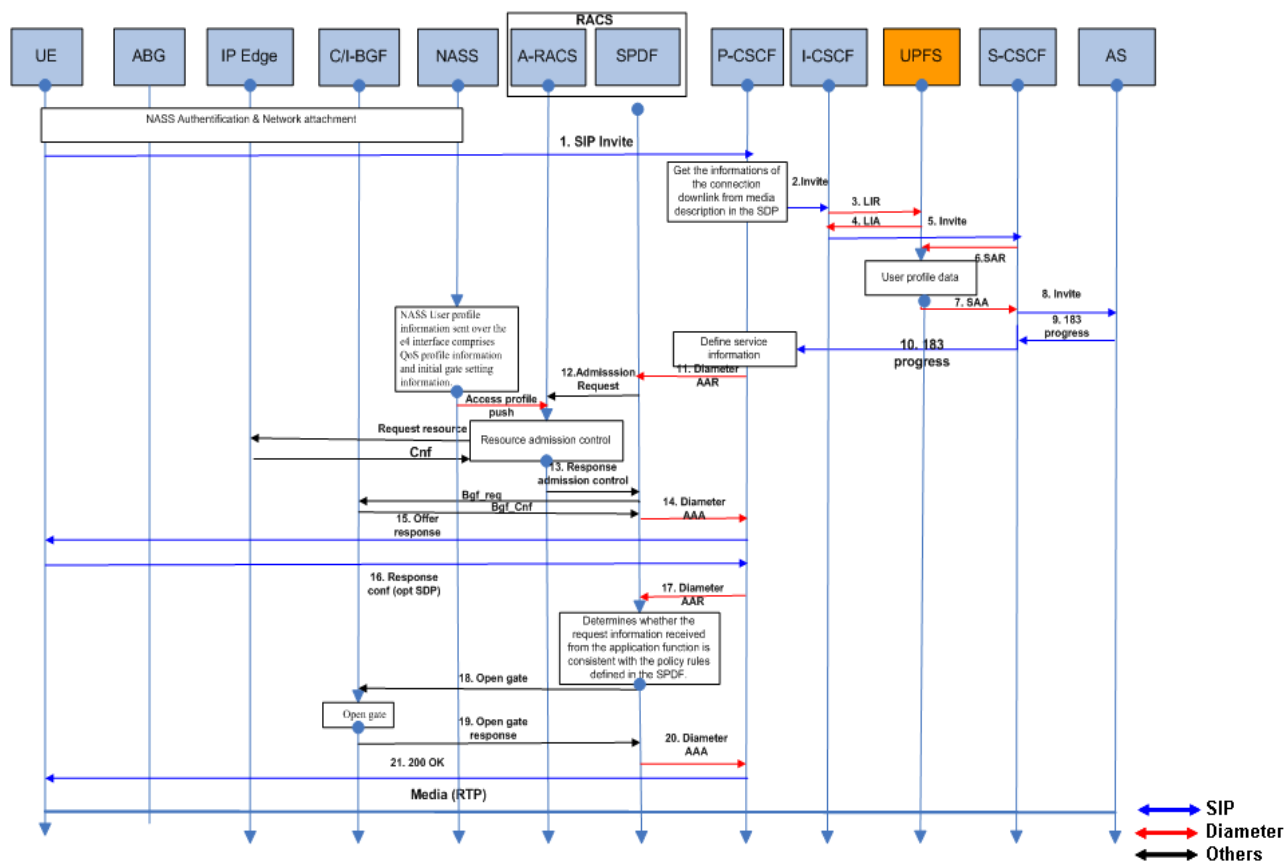 RACS
UE
ABG
IP Edge
C/I-BGF
NASS
A-RACS
SPDF
P-CSCF
I-CSCF
UPFS
S-CSCF
AS
NASS Authentification & Network attachment
1. SIP Invite
Get the informations of
the connection
downlink from media
description in the SDP
2.Invite
3. LIR
4. LIA
5. Invite
6.SAR
User profile data
7. SAA
8. Invite
9. 183
progress
NASS User profile
information sent over the
e4 interface comprises
QoS profile information
and initial gate setting
information.
Define service
information
10. 183
progress
11. Diameter
AAR
12.Admisssion
Request
Access profile
push
Request resource
Resource admission control
Cnf
13. Response
admission control
Bgf_req
Bgf_Cnf
14. Diameter
AAA
15. Offer
response
16. Response
conf (opt SDP)
17. Diameter
AAR
Determines whether the
request information received
from the application function is
consistent with the policy rules
defined in the SPDF.
18. Open gate
Open gate
19. Open gate
response
20. Diameter
AAA
21. 200 OK
Media (RTP)
SIP
Diameter
Others